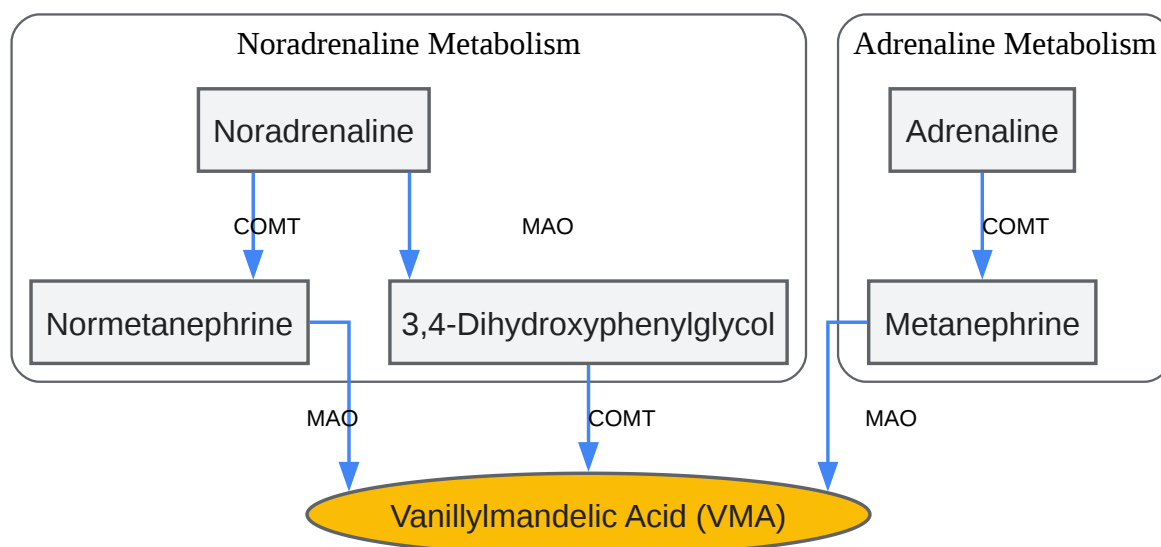 Noradrenaline Metabolism
Adrenaline Metabolism
Noradrenaline
Adrenaline
COMT
MAO
COMT
Normetanephrine
3,4-Dihydroxyphenylglycol
Metanephrine
MAO
COMT
MAO
Vanillylmandelic Acid (VMA)